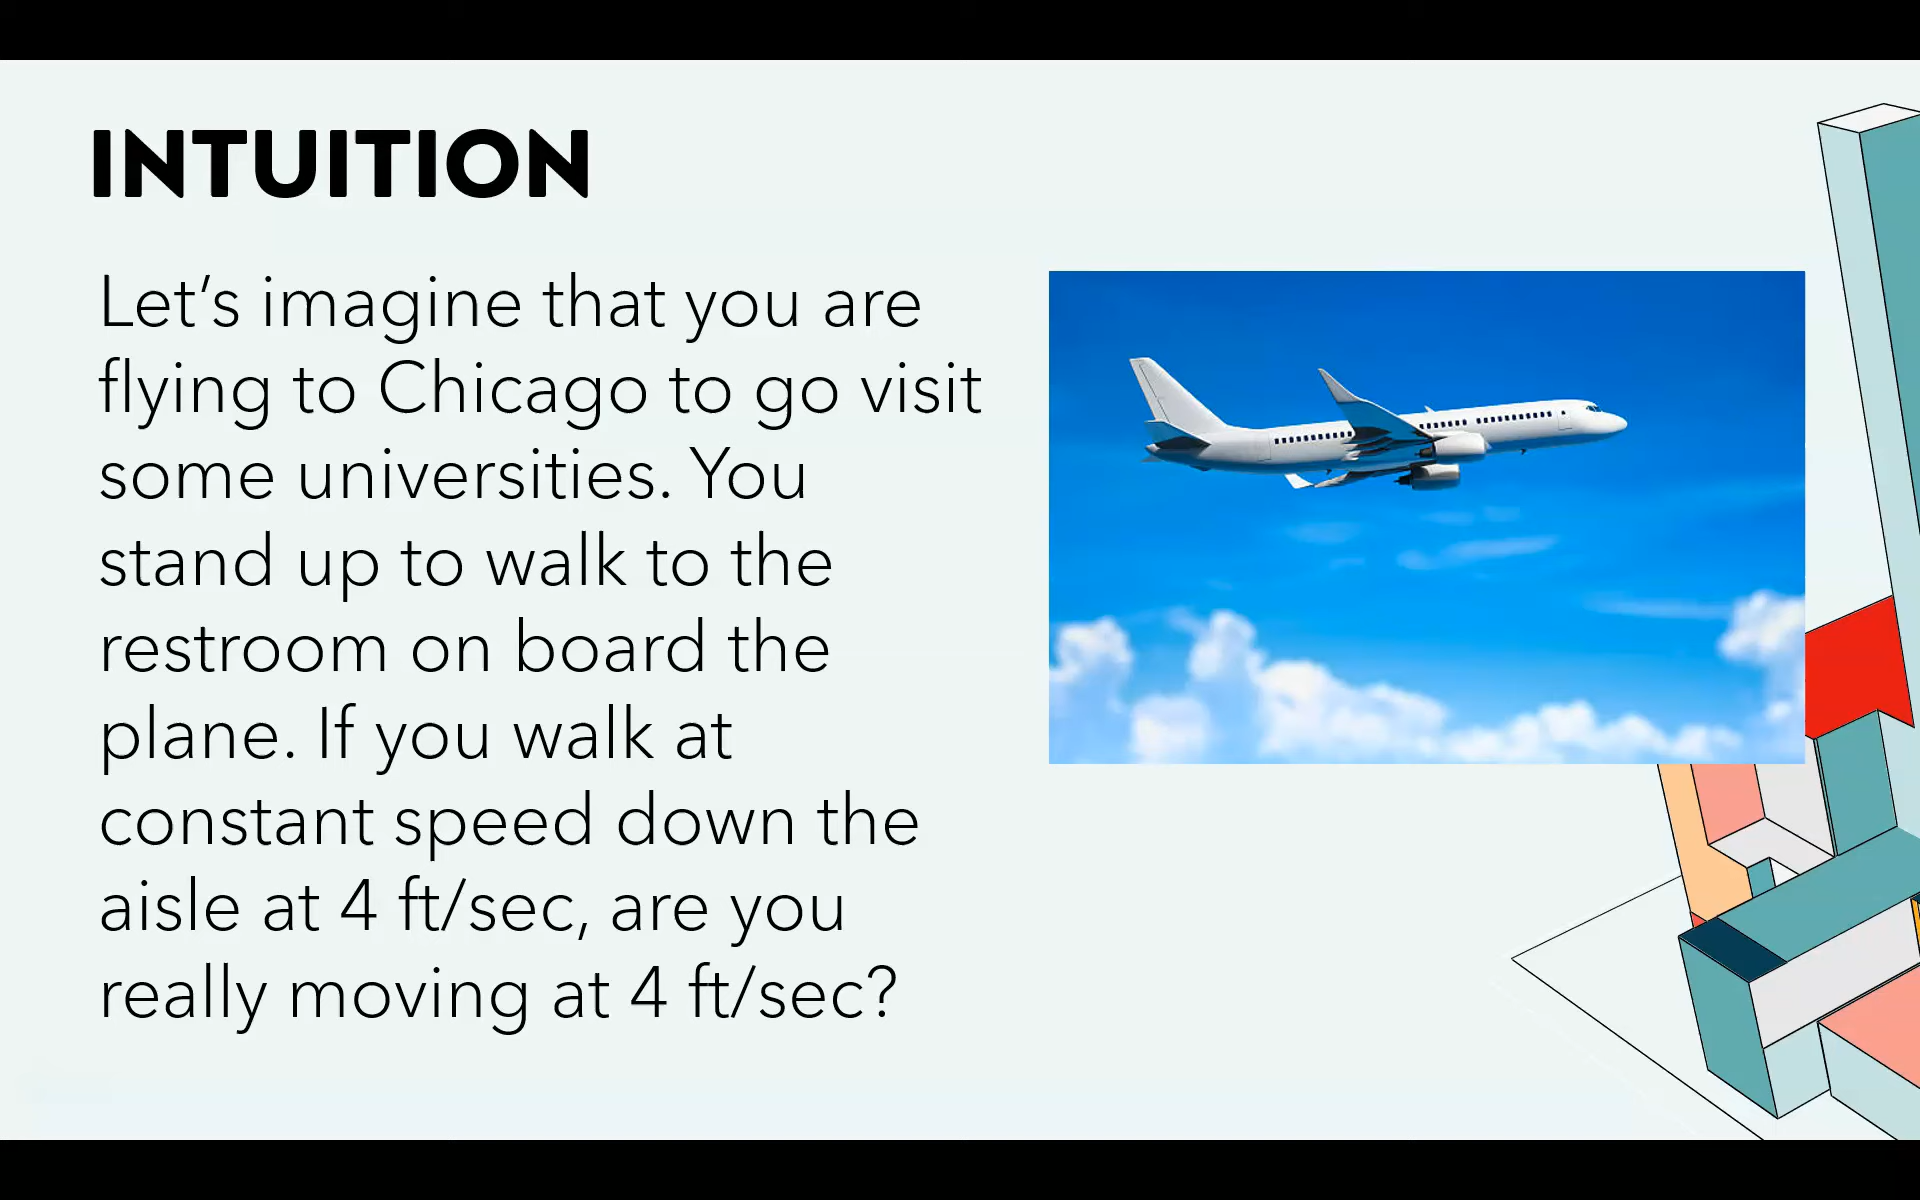 INTUITION
Let’s imagine that you are
flying to Chicago to go visit
some universities. You
stand up to walk to the
restroom on board the
plane. If you walk at
constant speed down the
aisle at 4 ft/sec, are you
really moving at 4 ft/sec?